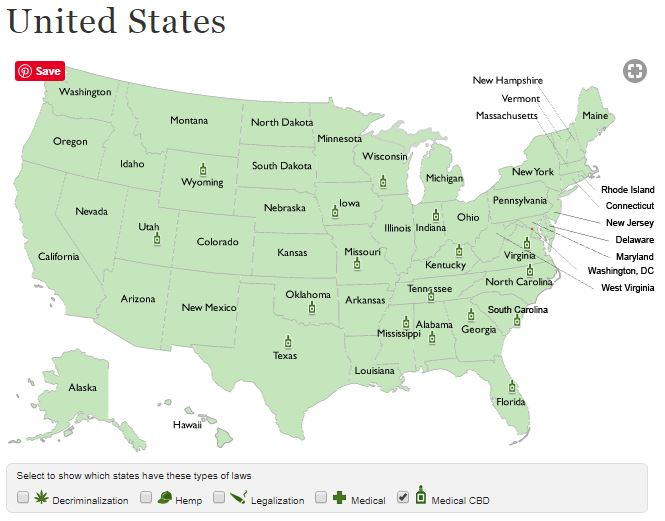 United States
Save
New Hampshire
Vermont
Massachusetts
Washington
Montana
North Dakota
Minnesota
Maine
Oregon
Idaho
Wyoming
South Dakota
Wisconsin
Michigan
New York
Rhode Island
Connecticut
New Jersey
Delaware
Maryland
Washington, DC
West Virginia
Nevada
Utah
Nebraska
Iowa
Illinois
Indiana
Ohio
Pennsylvania
California
Colorado
Kansas
Missouri
Kentucky
Virginia
Arizona
New Mexico
Oklahoma
Arkansas
Tennessee
North Carolina
South Carolina
Texas
Louisiana
Mississippi
Alabama
Georgia
Florida
Alaska
Hawaii
Select to show which states have these types of laws
Decriminalization Hemp Legalization Medical Medical CBD